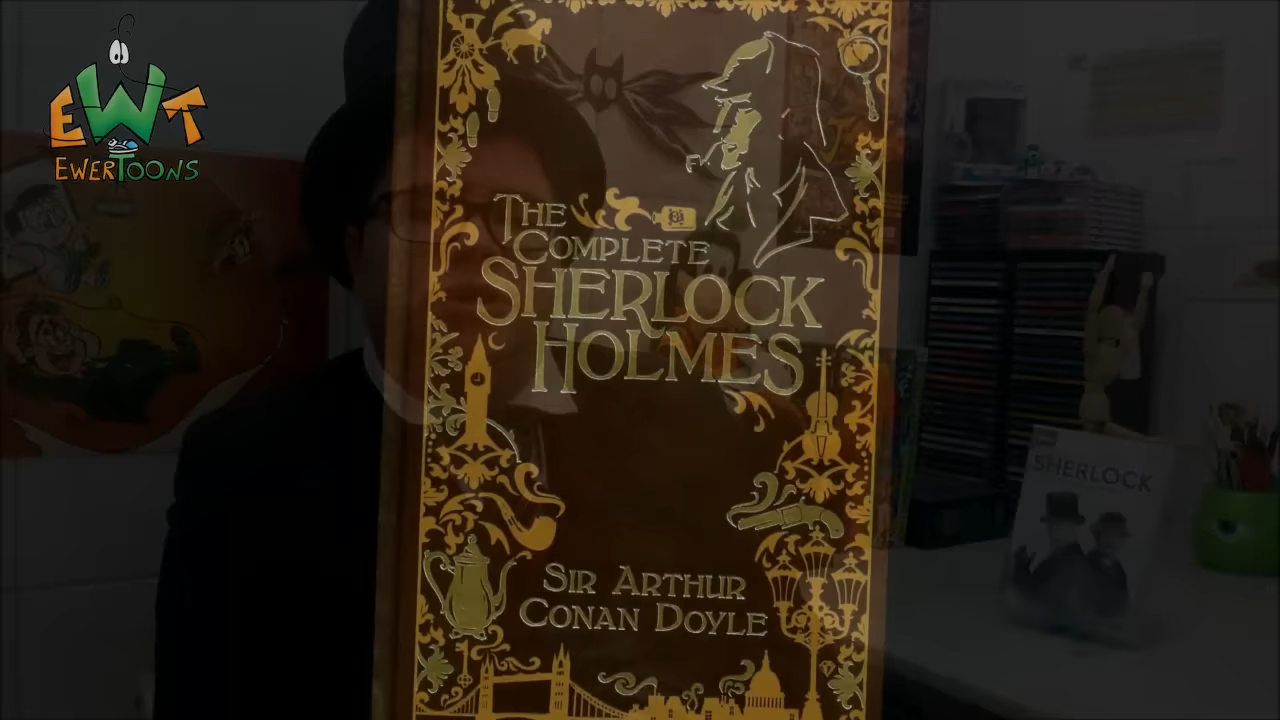 EWT
EWERTOONS
THE
COMPLETE
SHERLOCK
HOLMES
SIR ARTHUR
CONAN DOYLE
SHERLOCK